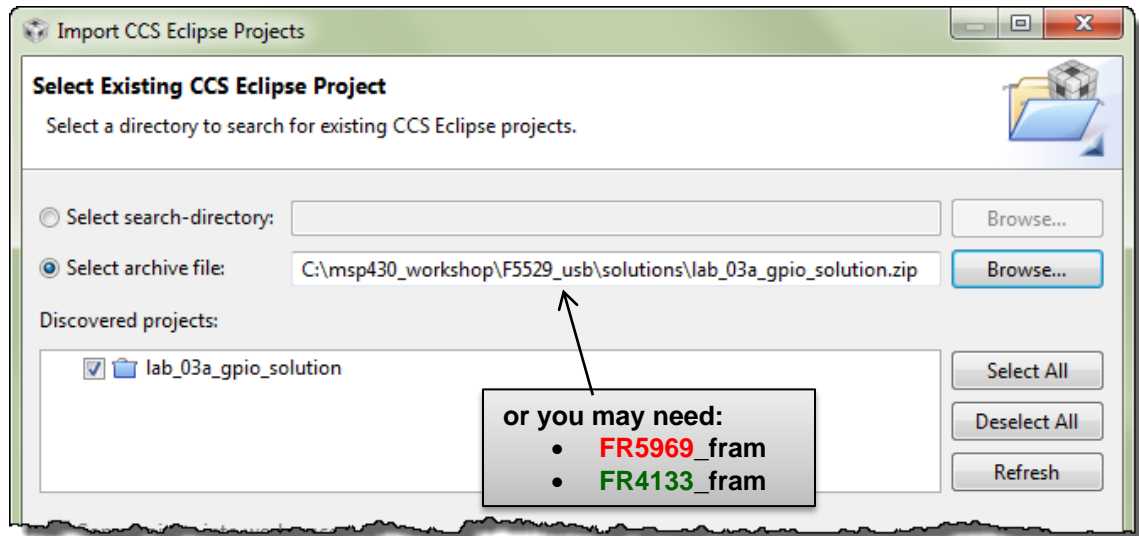 Import CCS Eclipse Projects
Select Existing CCS Eclipse Project
Select a directory to search for existing CCS Eclipse projects.
Select search-directory:
Browse...
Select archive file:
C:\msp430_workshop\F5529_usb\solutions\lab_03a_gpio_solution.zip
Browse...
Discovered projects:
lab_03a_gpio_solution
Select All
or you may need:
Deselect All
• FR5969_fram
• FR4133_fram
Refresh